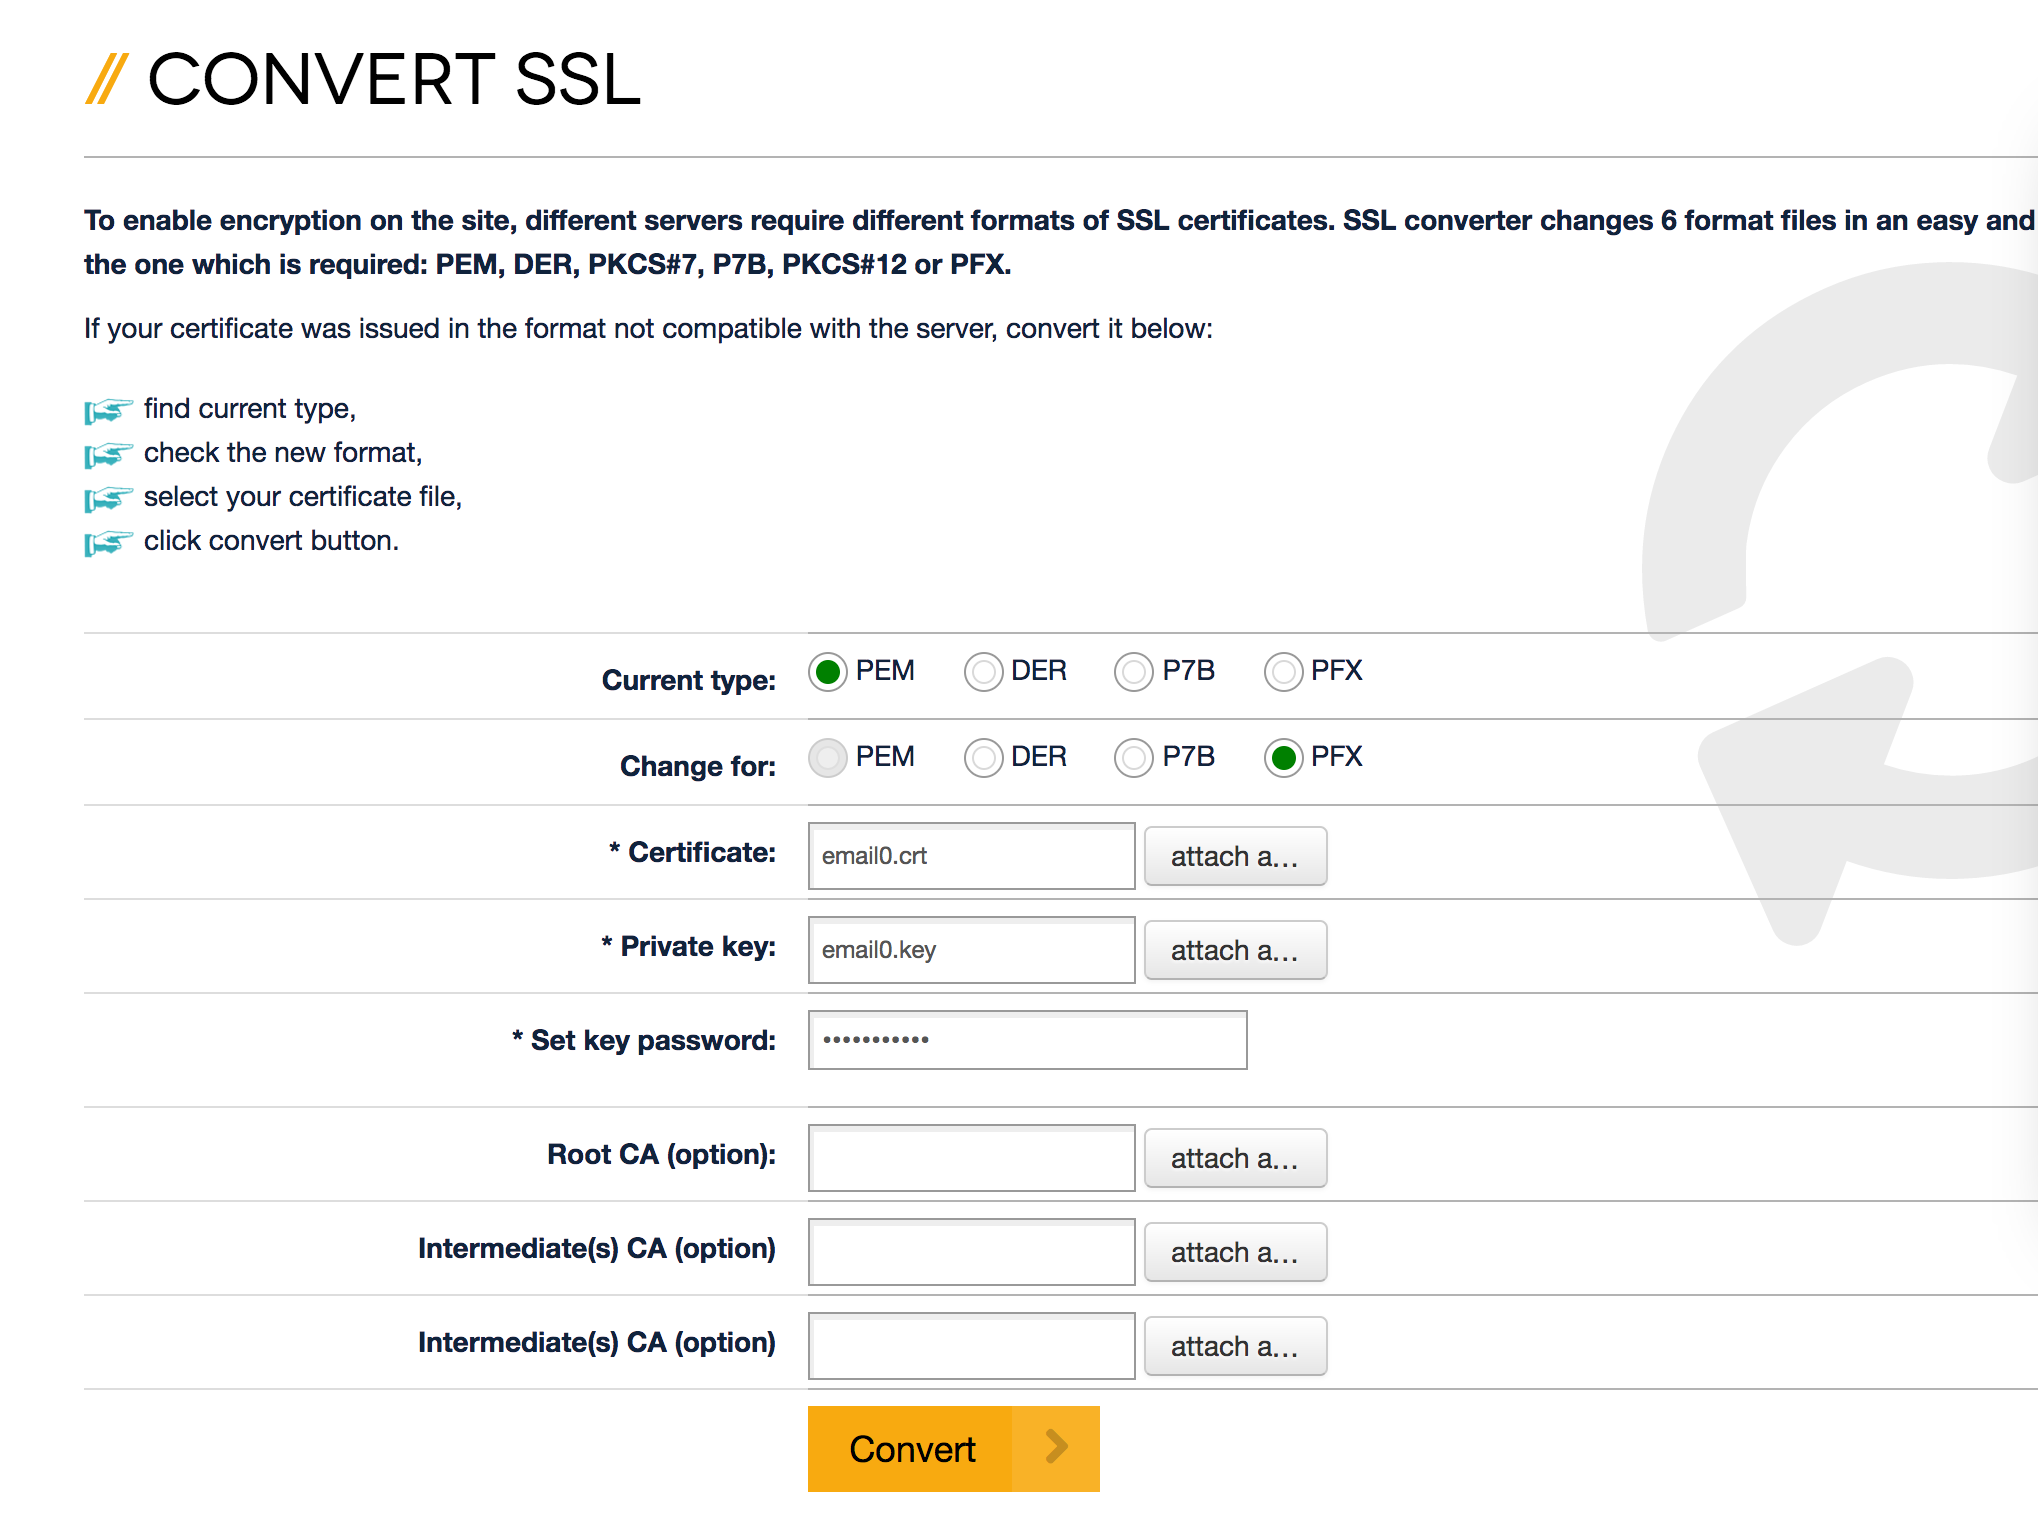 // CONVERT SSL
To enable encryption on the site, different servers require different formats of SSL certificates. SSL converter changes 6 format files in an easy and
the one which is required: PEM, DER, PKCS#7, P7B, PKCS#12 or PFX.
If your certificate was issued in the format not compatible with the server, convert it below:
find current type,
check the new format,
select your certificate file,
click convert button.
Current type: PEM DER P7B PFX
Change for: PEM DER P7B PFX
* Certificate: email0.crt attach a...
* Private key: email0.key attach a...
* Set key password: •••••••••••
Root CA (option): attach a...
Intermediate(s) CA (option) attach a...
Intermediate(s) CA (option) attach a...
Convert